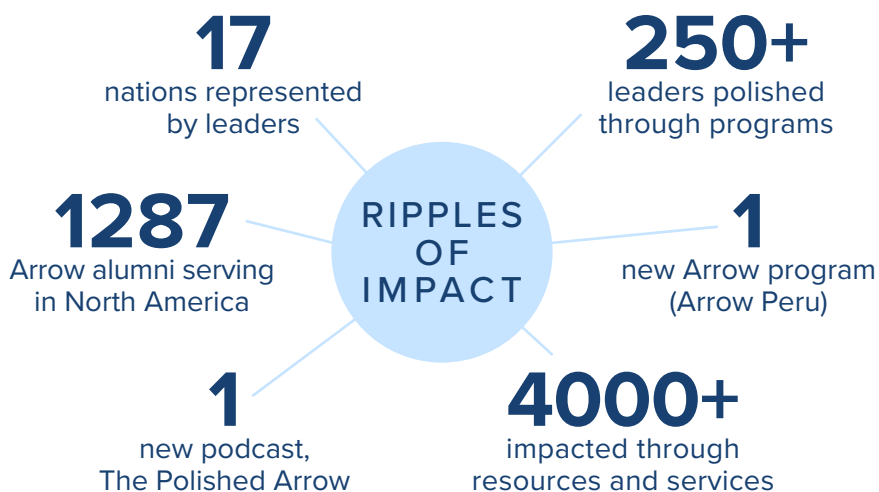 17
nations represented
by leaders
250+
leaders polished
through programs
RIPPLES
OF
IMPACT
1287
Arrow alumni serving
in North America
1
new Arrow program
(Arrow Peru)
1
new podcast,
The Polished Arrow
4000+
impacted through
resources and services